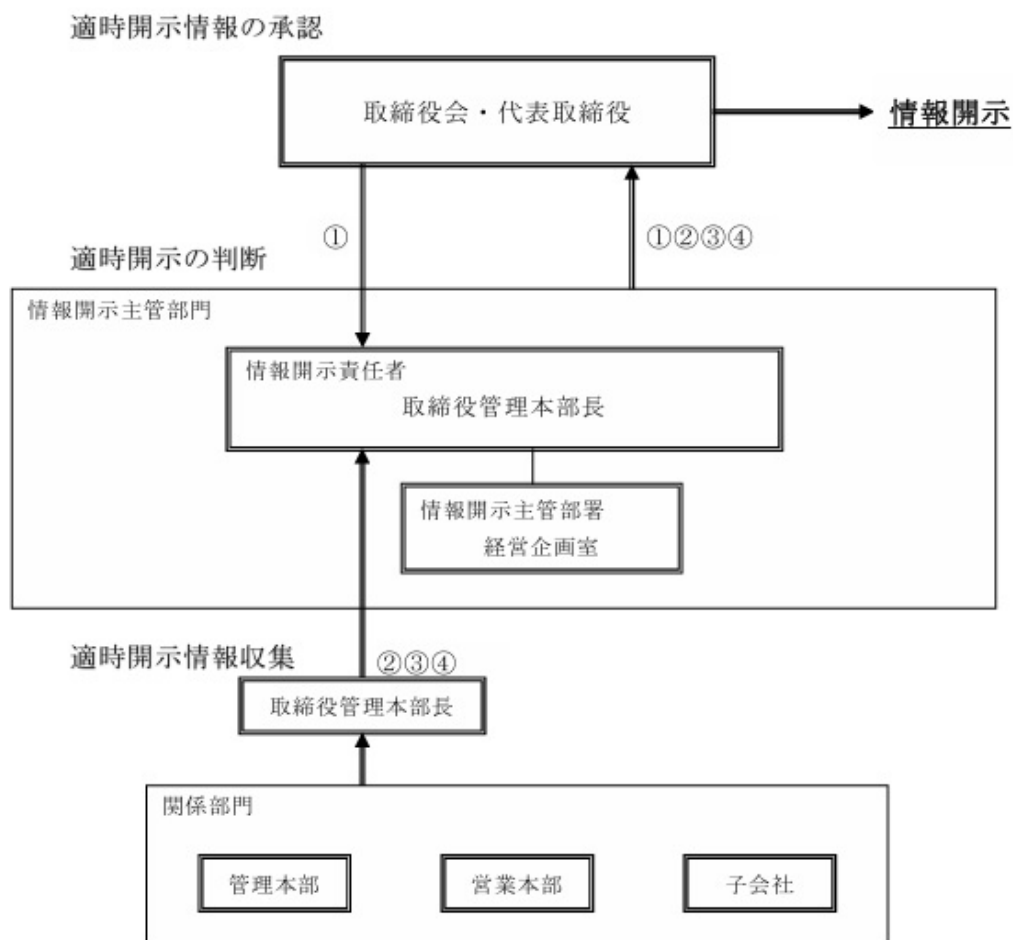 適時開示情報の承認
取締役会・代表取締役
情報開示
①
①②③④
適時開示の判断
情報開示主管部門
情報開示責任者
取締役管理本部長
情報開示主管部署
経営企画室
適時開示情報収集
②③④
取締役管理本部長
関係部門
管理本部
営業本部
子会社